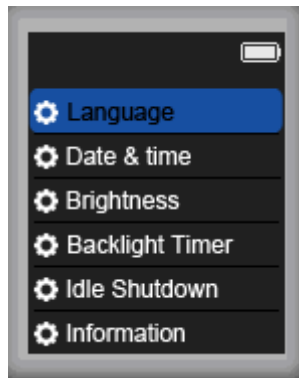 Language
Date & time
Brightness
Backlight Timer
Idle Shutdown
Information